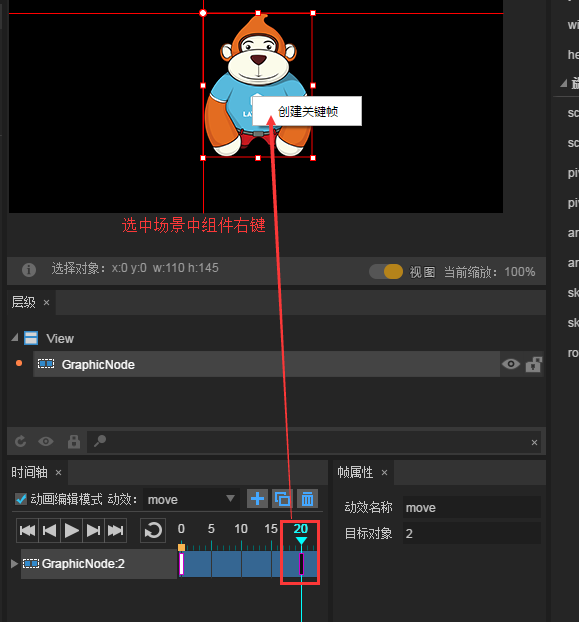 wi
he
创建关键帧
LA
sc
sc
pi
pi
选中场景中组件右键
an
an
选择对象: x:0 y:0 w:110 h:145
视图 当前缩放: 100%
sk
层级 ×
sk
View
ro
GraphicNode
×
时间轴 ×
帧属性 ×
动画编辑模式 动效: move
动效名称 move
0 5 10 15 20
目标对象 2
GraphicNode:2